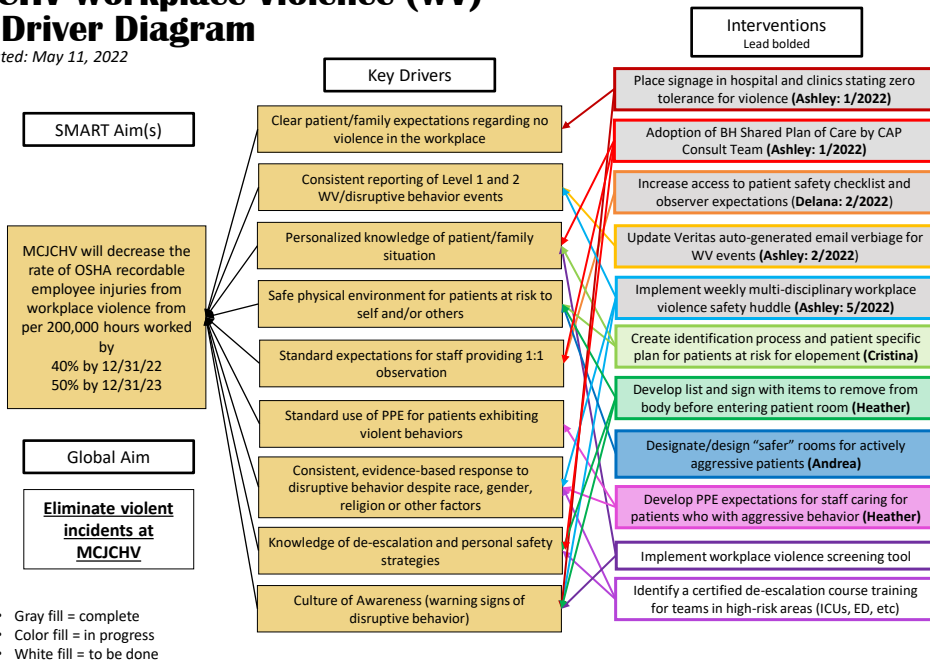 Workplace Violence (WV)
Driver Diagram
May 11, 2022
SMART Aim(s)
MCJCHV will decrease the
rate of OSHA recordable
employee injuries from
workplace violence from
per 200,000 hours worked
by
40% by 12/31/22
50% by 12/31/23
Global Aim
Eliminate violent
incidents at
MCJCHV
Gray fill = complete
Color fill = in progress
White fill = to be done
Key Drivers
Clear patient/family expectations regarding no
violence in the workplace
Consistent reporting of Level 1 and 2
WV/disruptive behavior events
Personalized knowledge of patient/family
situation
Safe physical environment for patients at risk to
self and/or others
Standard expectations for staff providing 1:1
observation
Standard use of PPE for patients exhibiting
violent behaviors
Consistent, evidence-based response to
disruptive behavior despite race, gender,
religion or other factors
Knowledge of de-escalation and personal safety
strategies
Culture of Awareness (warning signs of
disruptive behavior)
Interventions
Lead bolded
Place signage in hospital and clinics stating zero
tolerance for violence (Ashley: 1/2022)
Adoption of BH Shared Plan of Care by CAP
Consult Team (Ashley: 1/2022)
Increase access to patient safety checklist and
observer expectations (Delana: 2/2022)
Update Veritas auto-generated email verbiage for
WV events (Ashley: 2/2022)
Implement weekly multi-disciplinary workplace
violence safety huddle (Ashley: 5/2022)
Create identification process and patient specific
plan for patients at risk for elopement (Cristina)
Develop list and sign with items to remove from
body before entering patient room (Heather)
Designate/design “safer” rooms for actively
aggressive patients (Andrea)
Develop PPE expectations for staff caring for
patients who with aggressive behavior (Heather)
Implement workplace violence screening tool
Identify a certified de-escalation course training
for teams in high-risk areas (ICUs, ED, etc)